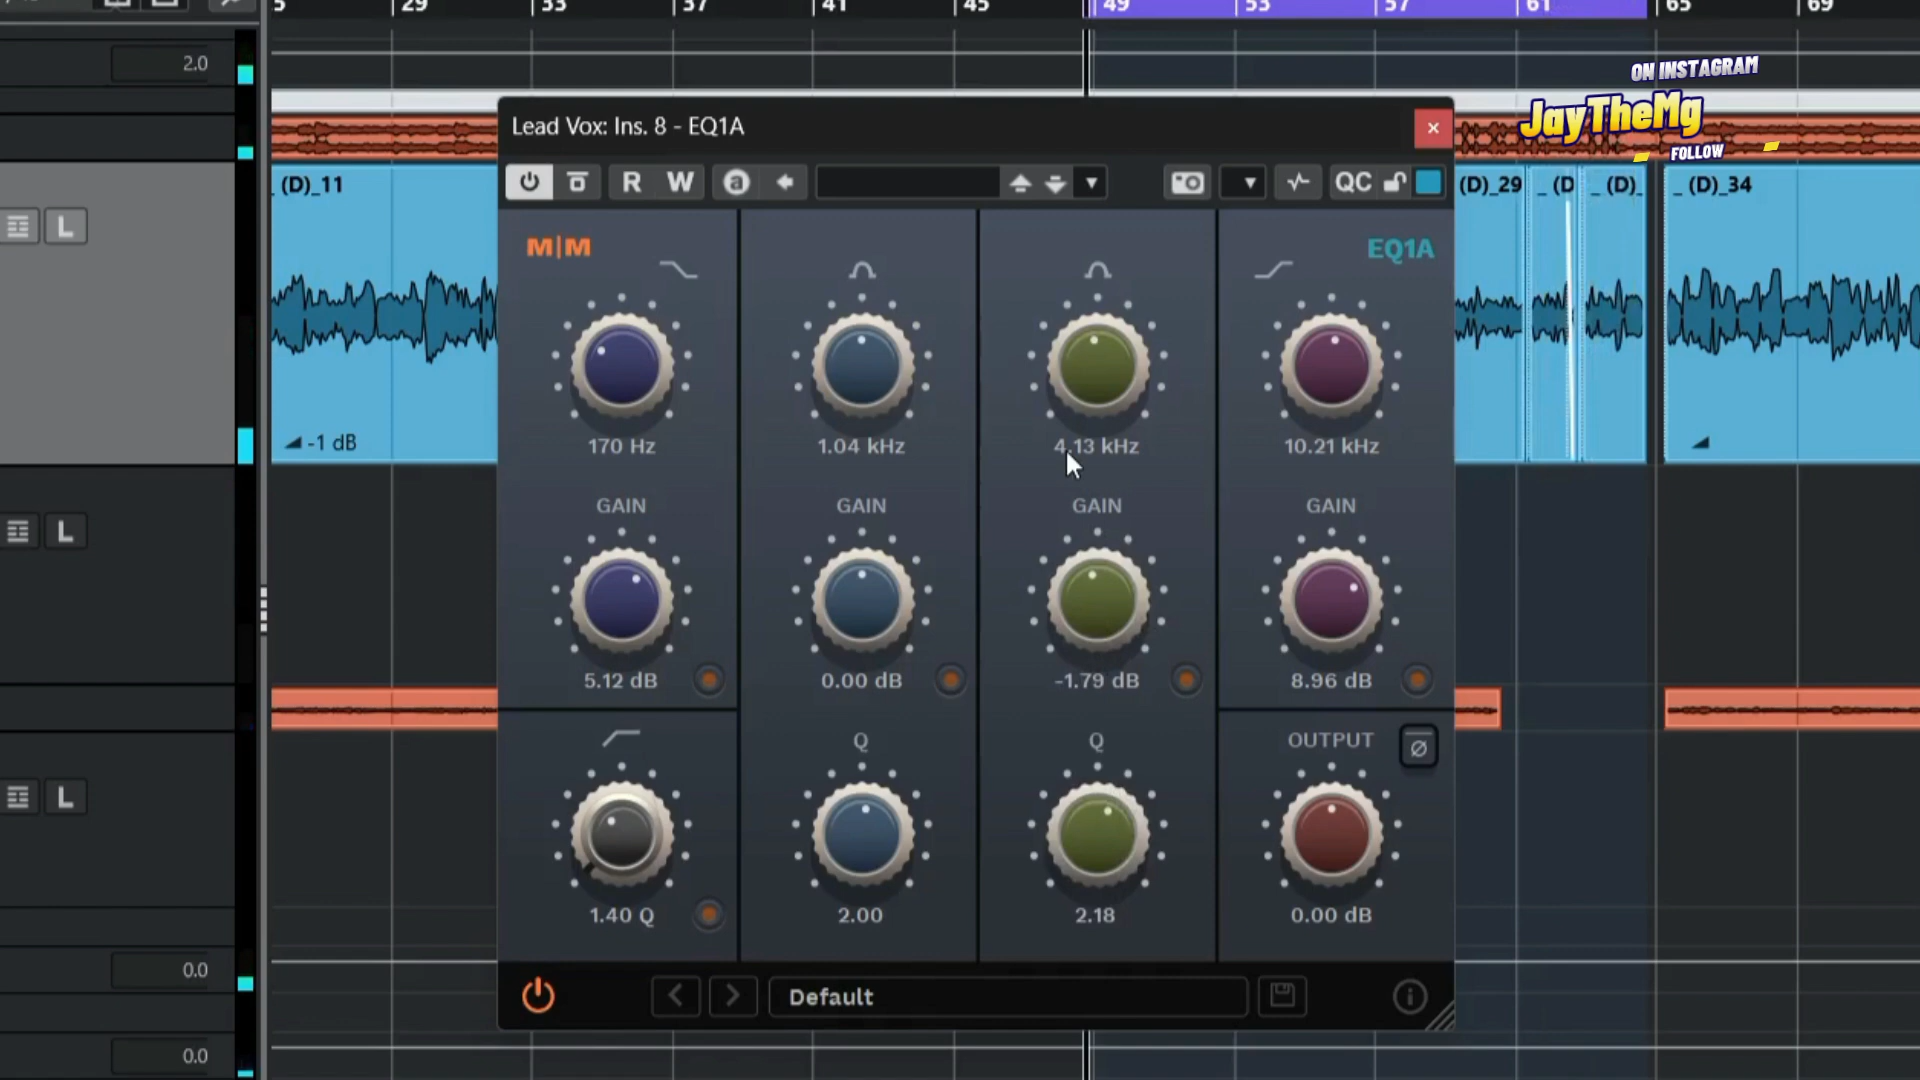 5 29 33 37 41 45 49 53 57 61 65 69
2.0
ON INSTAGRAM
JayTheMg
FOLLOW
Lead Vox: Ins. 8 - EQ1A
_ (D)_11
R W a QC
(D)_29 _ (D _ (D)_ _ (D)_34
L
M|M
EQ1A
170 Hz 1.04 kHz 4.13 kHz 10.21 kHz
-1 dB
GAIN GAIN GAIN GAIN
L
5.12 dB 0.00 dB -1.79 dB 8.96 dB
Q Q OUTPUT Ø
L
1.40 Q 2.00 2.18 0.00 dB
0.0
Default
0.0